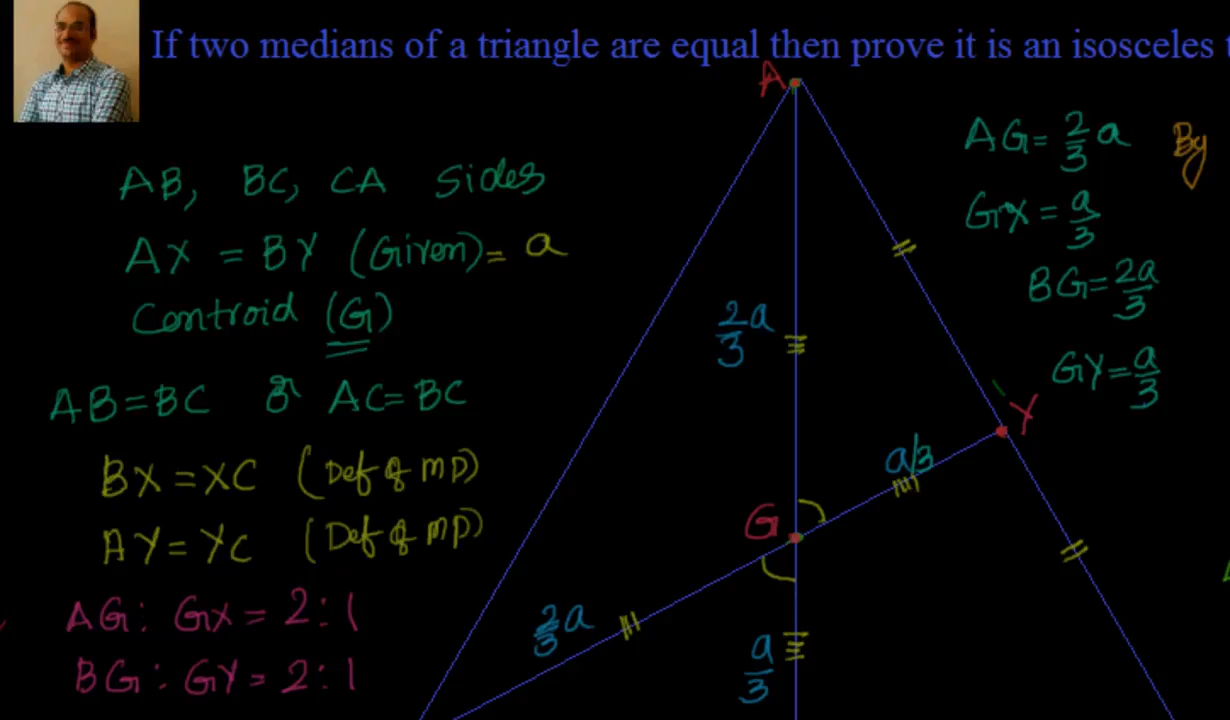 If two medians of a triangle are equal then prove it is an isosceles
AB, BC, CA Sides
AX = BY (Given) = a
Centroid (G)
AB = BC or AC = BC
BX = XC (Def of MP)
AY = YC (Def of MP)
AG : GX = 2 : 1
BG : GY = 2 : 1
A
2a/3
G
2/3 a
a/3
a/3
Y
AG = 2/3 a
GX = a/3
BG = 2a/3
GY = a/3
By